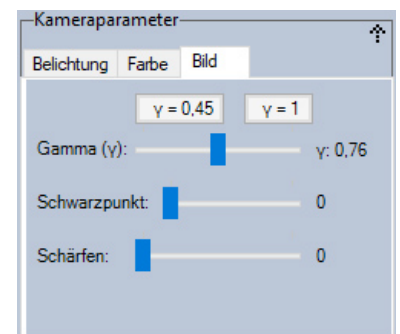 Kameraparameter
Belichtung Farbe Bild
γ = 0,45 γ = 1
Gamma (γ): γ: 0,76
Schwarzpunkt: 0
Schärfen: 0